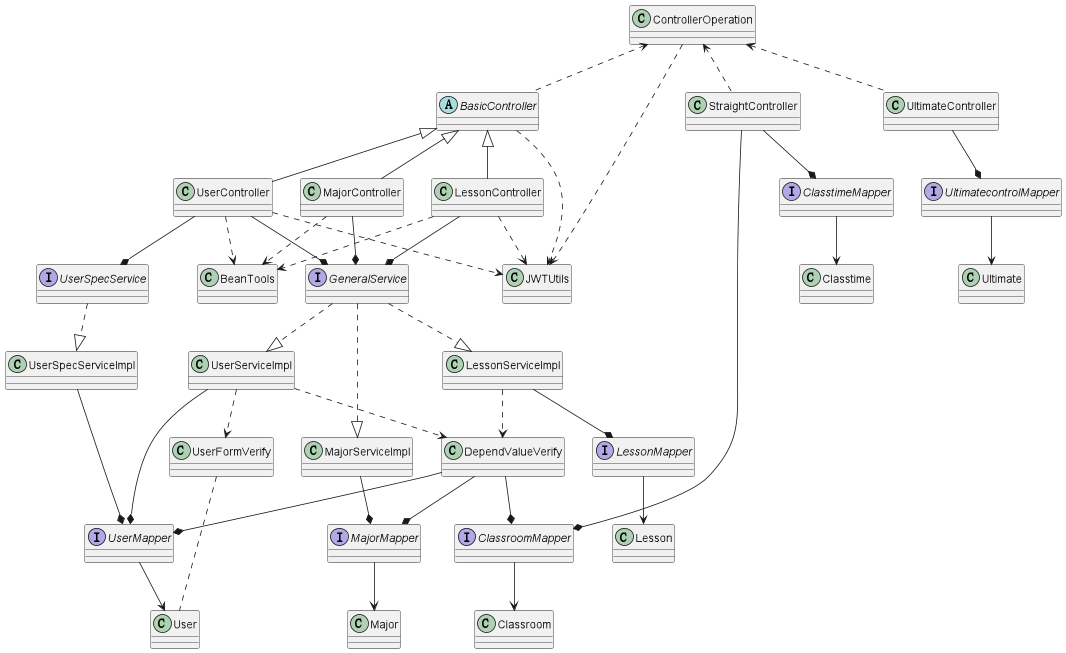 C ControllerOperation
A BasicController
C StraightController
C UltimateController
C UserController
C MajorController
C LessonController
I ClasstimeMapper
I UltimatecontrolMapper
I UserSpecService
C BeanTools
I GeneralService
C JWTUtils
C Classtime
C Ultimate
C UserSpecServiceImpl
C UserServiceImpl
C LessonServiceImpl
C UserFormVerify
C MajorServiceImpl
C DependValueVerify
I LessonMapper
I UserMapper
I MajorMapper
I ClassroomMapper
C Lesson
C User
C Major
C Classroom